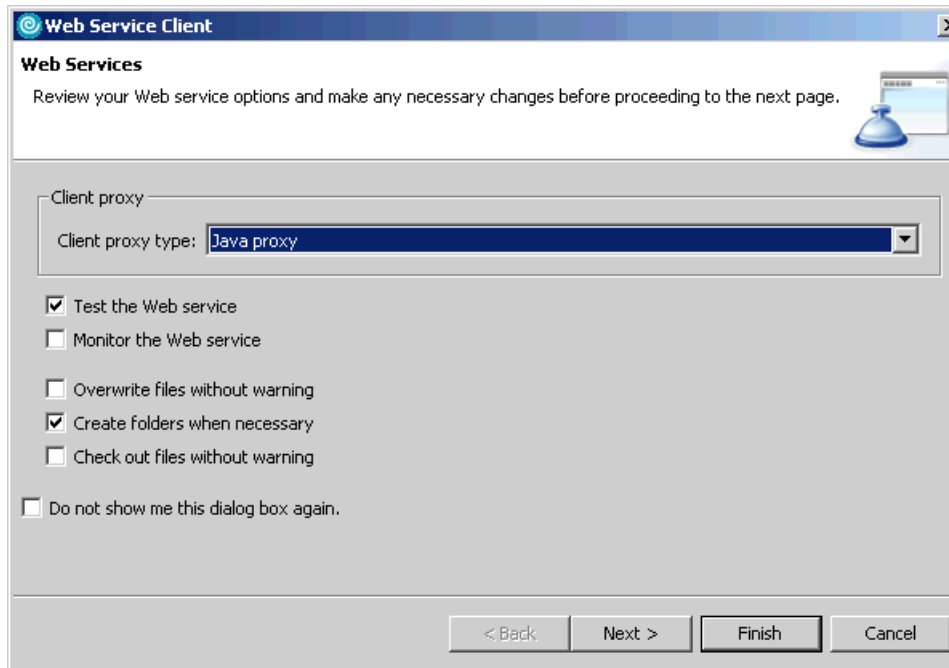 Web Service Client
Web Services
Review your Web service options and make any necessary changes before proceeding to the next page.
Client proxy
Client proxy type: Java proxy
Test the Web service
Monitor the Web service
Overwrite files without warning
Create folders when necessary
Check out files without warning
Do not show me this dialog box again.
< Back Next > Finish Cancel